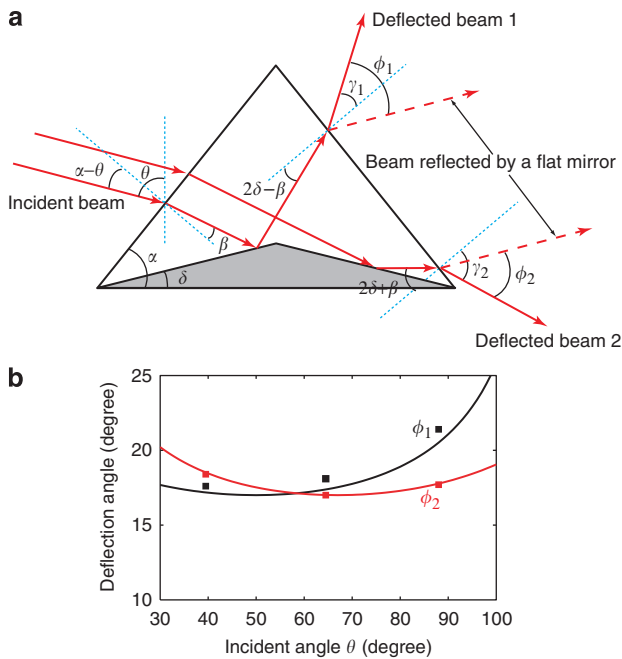 a
Deflected beam 1
ϕ1
γ1
α–θ
θ
Beam reflected by a flat mirror
2δ–β
Incident beam
β
α
δ
2δ+β
γ2
ϕ2
Deflected beam 2
b
25
20
15
10
Deflection angle (degree)
ϕ1
ϕ2
30 40 50 60 70 80 90 100
Incident angle θ (degree)